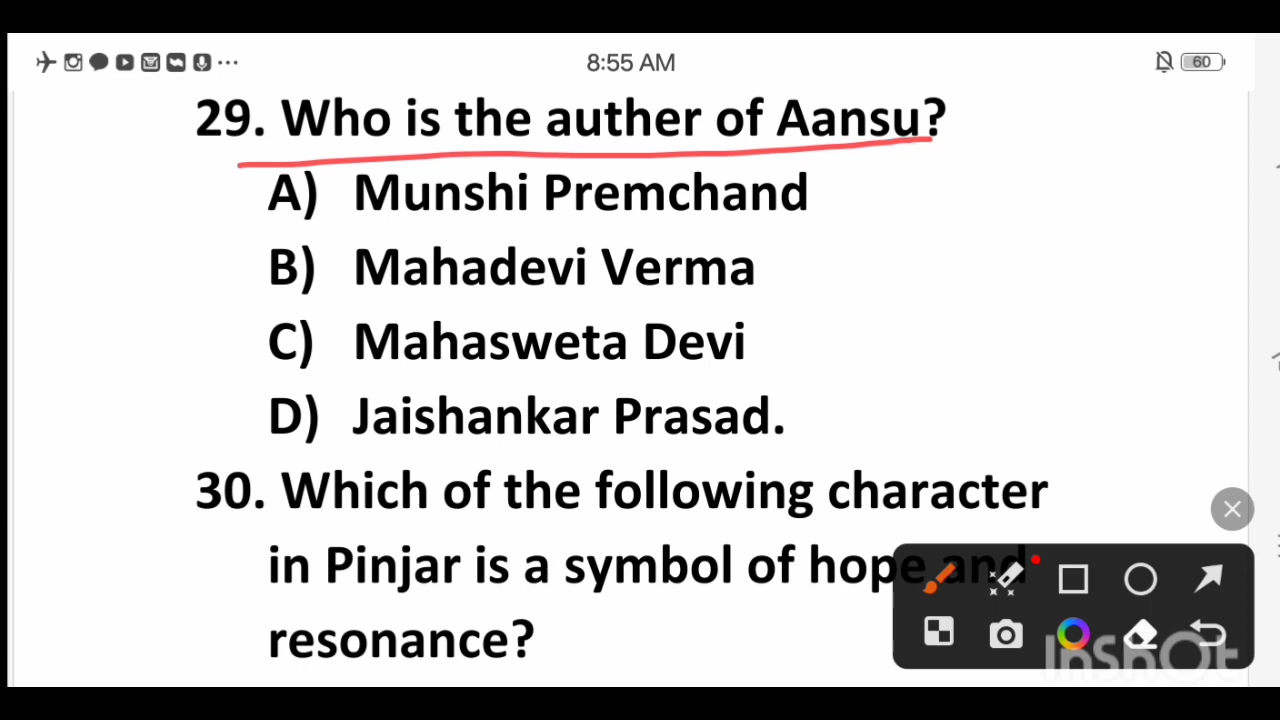 8:55 AM
60
29. Who is the auther of Aansu?
A) Munshi Premchand
B) Mahadevi Verma
C) Mahasweta Devi
D) Jaishankar Prasad.
30. Which of the following character
in Pinjar is a symbol of hope and
resonance?
InShOt